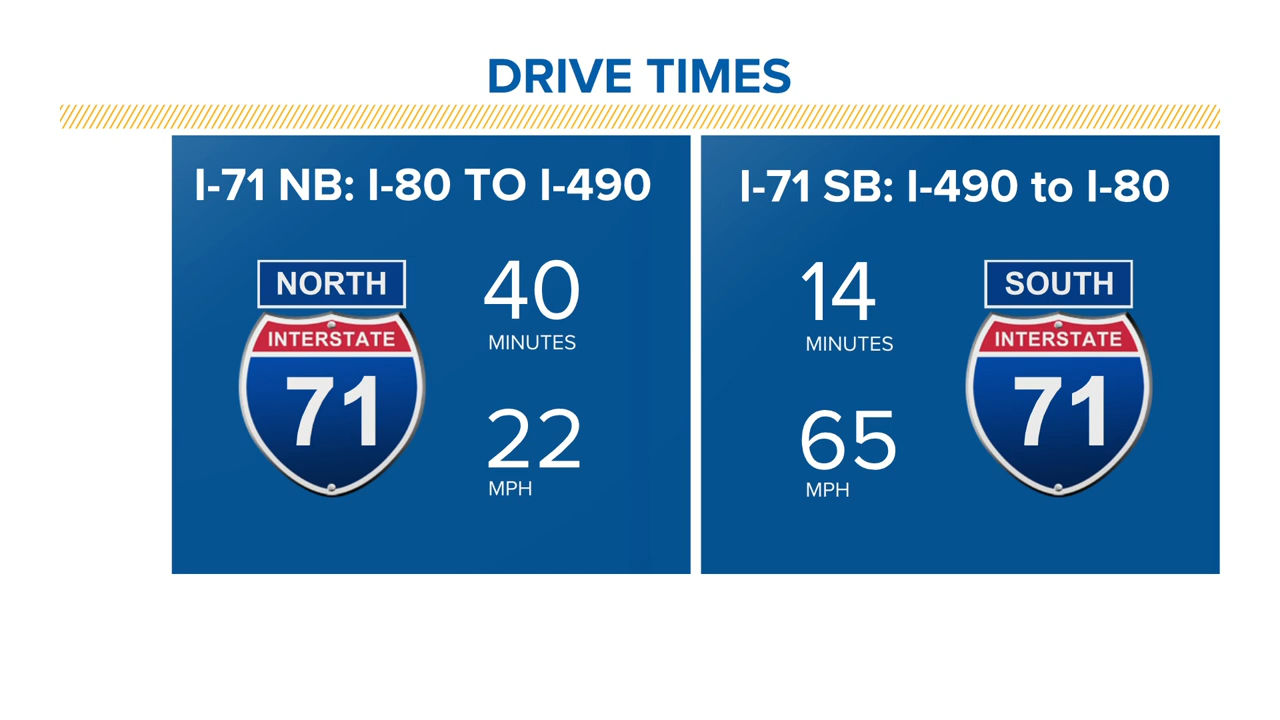 DRIVE TIMES
I-71 NB: I-80 TO I-490
NORTH
INTERSTATE
71
40
MINUTES
22
MPH
I-71 SB: I-490 to I-80
14
MINUTES
65
MPH
SOUTH
INTERSTATE
71